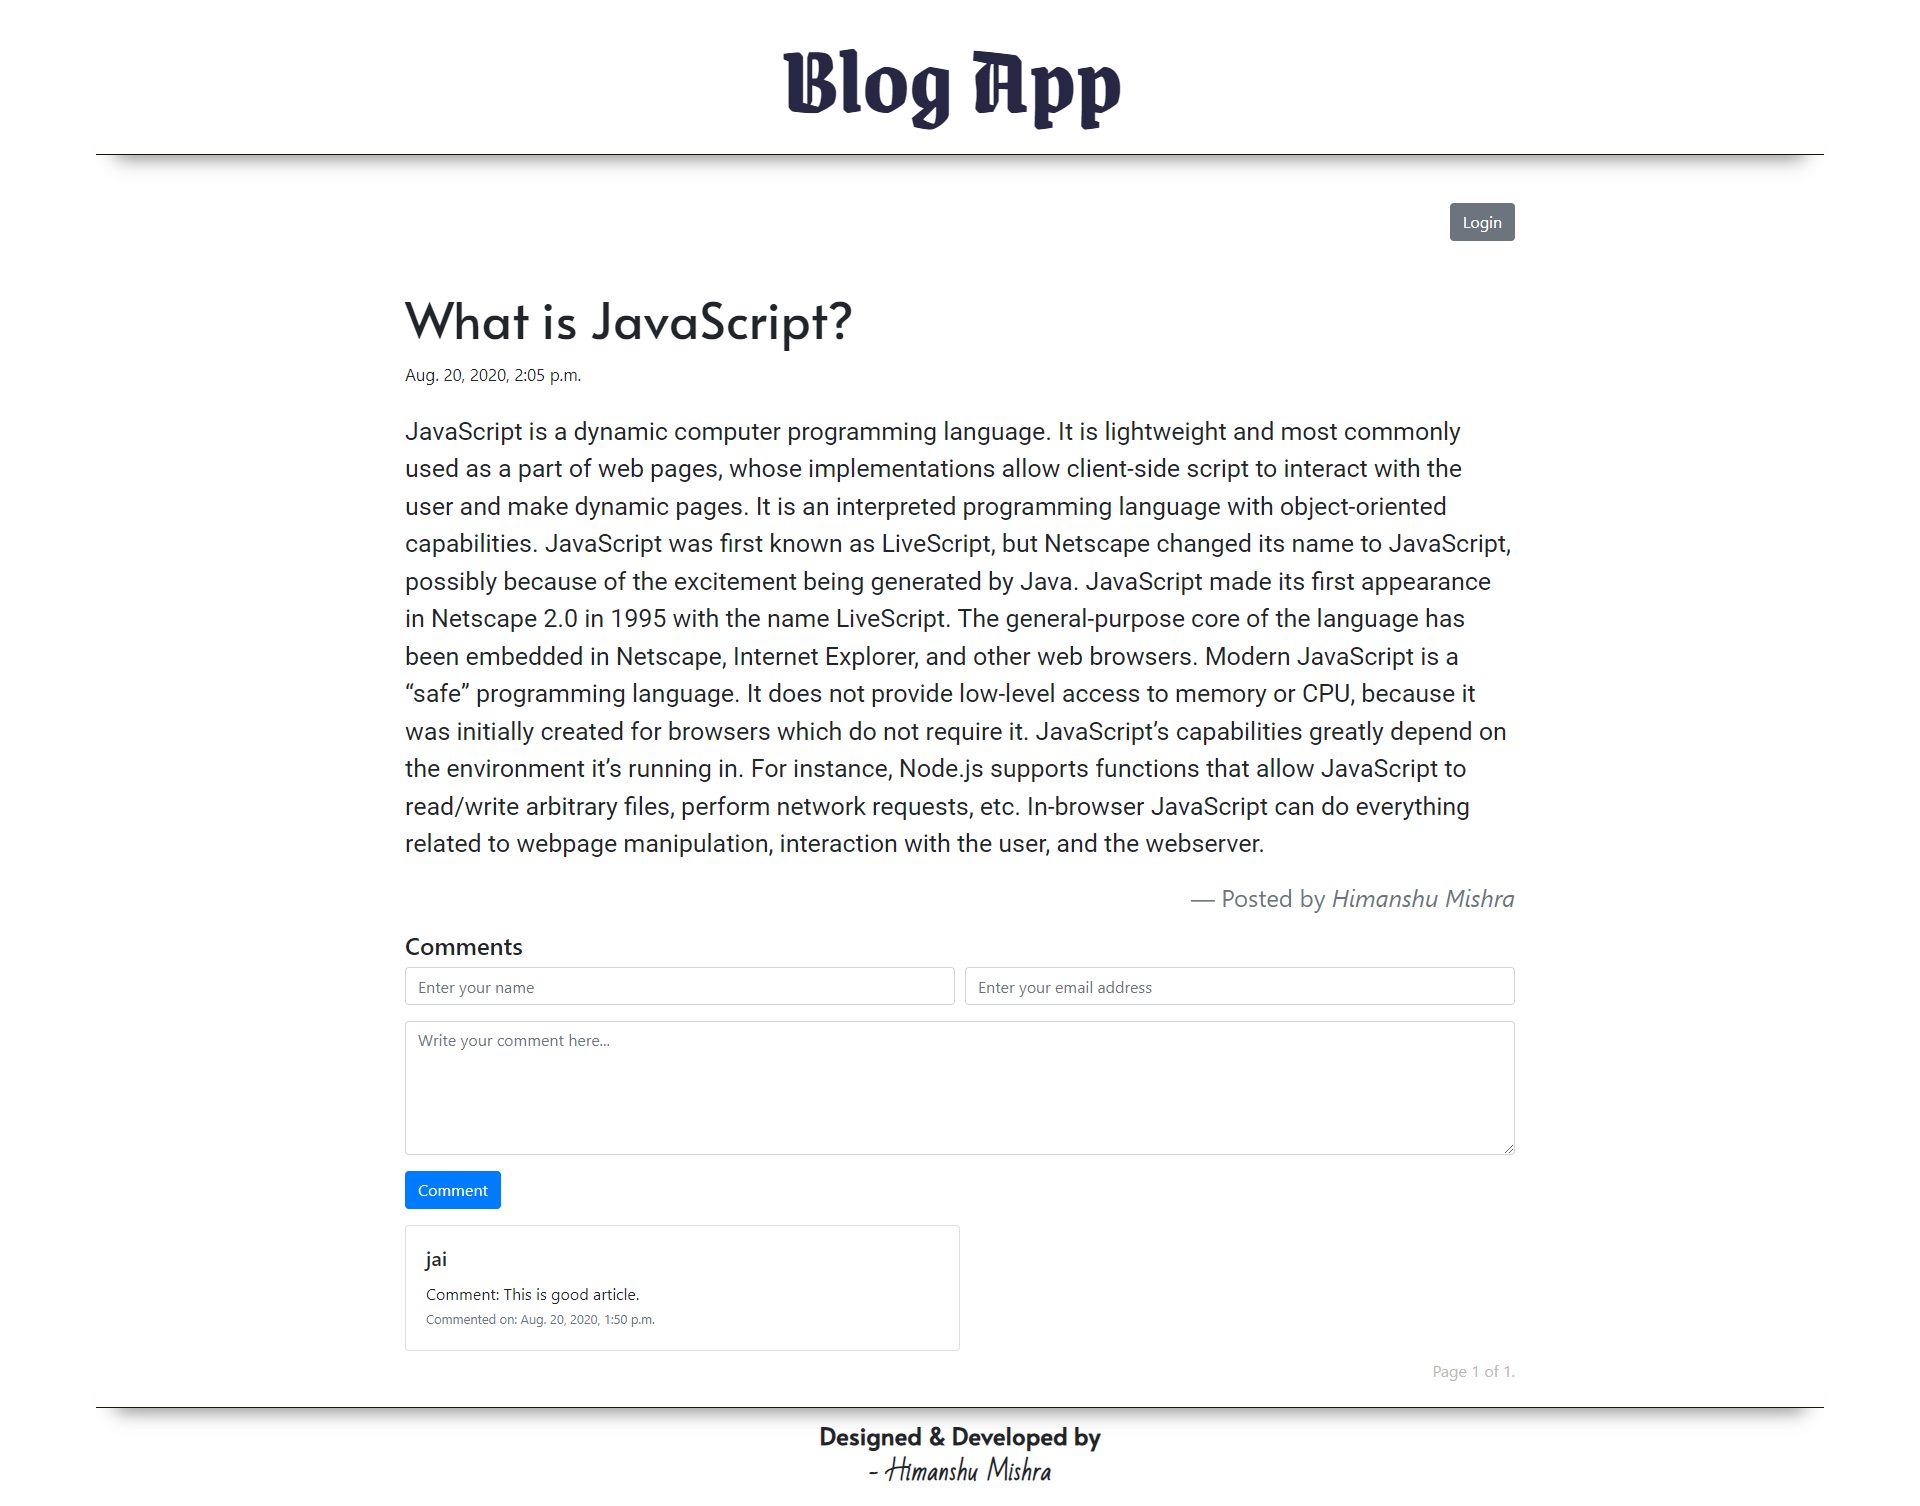 Blog App
Login
What is JavaScript?
Aug. 20, 2020, 2:05 p.m.
JavaScript is a dynamic computer programming language. It is lightweight and most commonly
used as a part of web pages, whose implementations allow client-side script to interact with the
user and make dynamic pages. It is an interpreted programming language with object-oriented
capabilities. JavaScript was first known as LiveScript, but Netscape changed its name to JavaScript,
possibly because of the excitement being generated by Java. JavaScript made its first appearance
in Netscape 2.0 in 1995 with the name LiveScript. The general-purpose core of the language has
been embedded in Netscape, Internet Explorer, and other web browsers. Modern JavaScript is a
“safe” programming language. It does not provide low-level access to memory or CPU, because it
was initially created for browsers which do not require it. JavaScript’s capabilities greatly depend on
the environment it’s running in. For instance, Node.js supports functions that allow JavaScript to
read/write arbitrary files, perform network requests, etc. In-browser JavaScript can do everything
related to webpage manipulation, interaction with the user, and the webserver.
— Posted by Himanshu Mishra
Comments
Enter your name
Enter your email address
Write your comment here...
Comment
jai
Comment: This is good article.
Commented on: Aug. 20, 2020, 1:50 p.m.
Page 1 of 1.
Designed & Developed by
- Himanshu Mishra